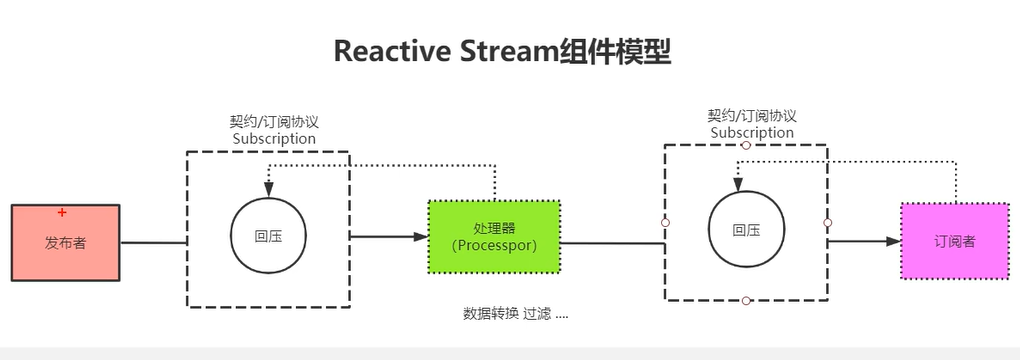 Reactive Stream组件模型
契约/订阅协议
Subscription
契约/订阅协议
Subscription
发布者
回压
处理器
(Processpor)
回压
订阅者
数据转换 过滤 ....